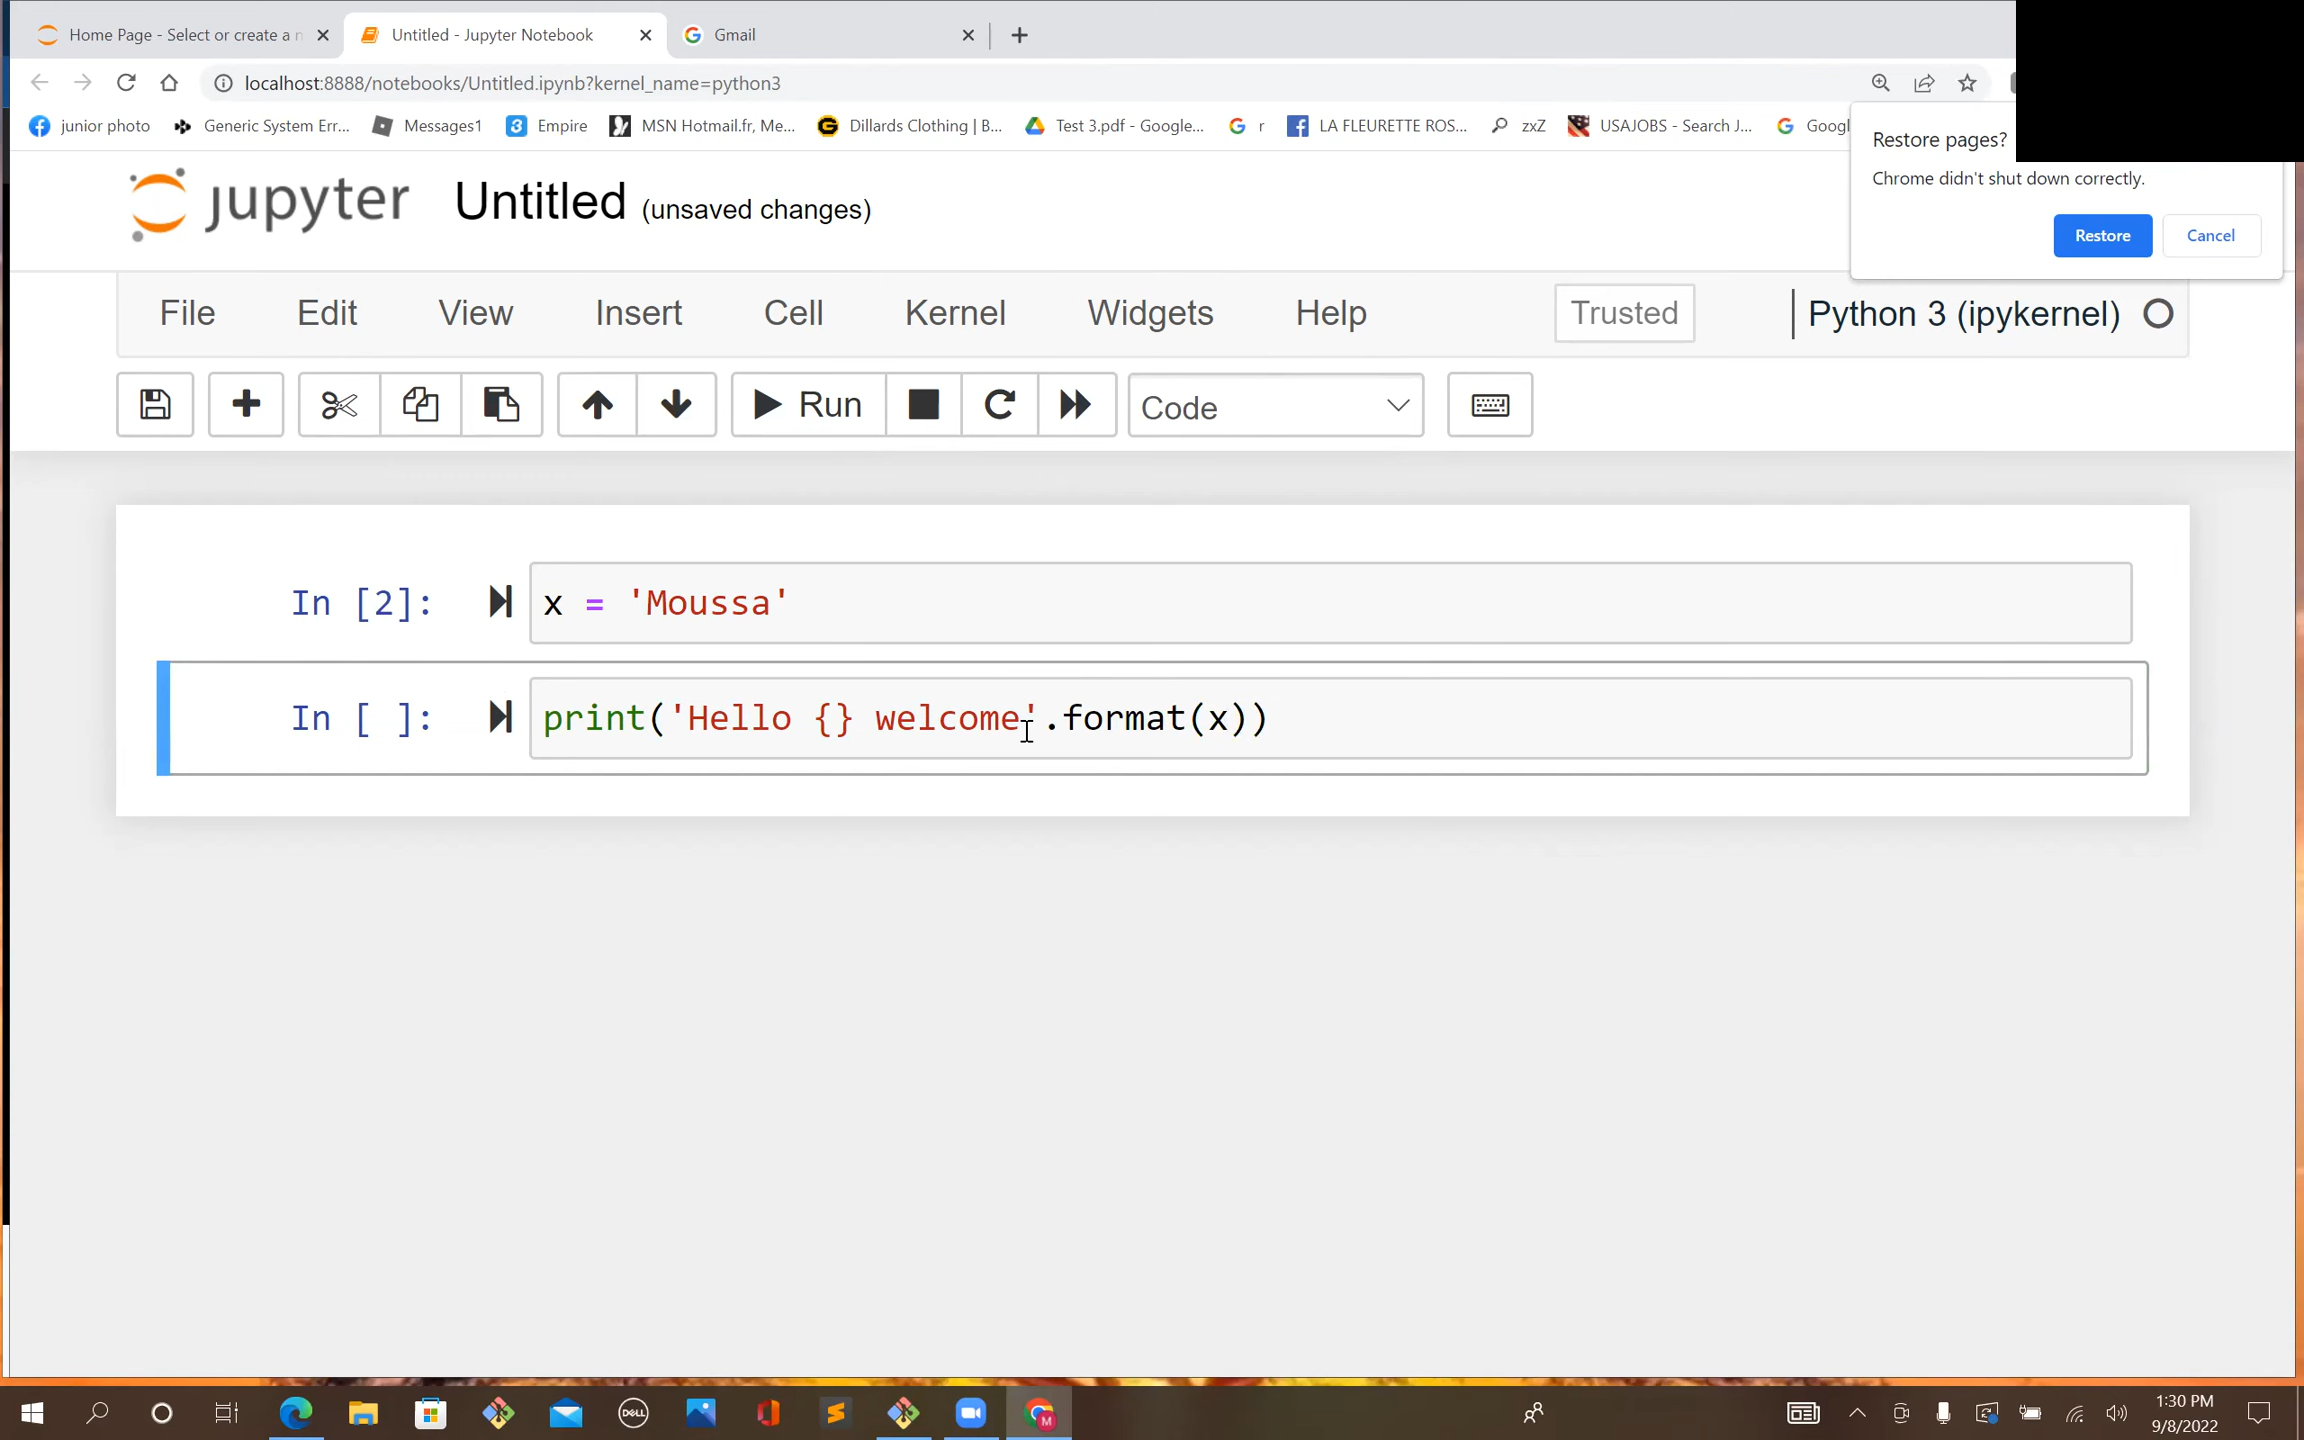 Home Page - Select or create a n
Untitled - Jupyter Notebook
Gmail
localhost:8888/notebooks/Untitled.ipynb?kernel_name=python3
junior photo
Generic System Err...
Messages1
Empire
MSN Hotmail.fr, Me...
Dillards Clothing | B...
Test 3.pdf - Google...
r
LA FLEURETTE ROS...
zxZ
USAJOBS - Search J...
Googl
Restore pages?
Chrome didn't shut down correctly.
Restore
Cancel
jupyter
Untitled (unsaved changes)
File
Edit
View
Insert
Cell
Kernel
Widgets
Help
Trusted
Python 3 (ipykernel)
Run
Code
In [2]:
x = 'Moussa'
In [ ]:
print('Hello {} welcome'.format(x))
DELL
M
1:30 PM
9/8/2022